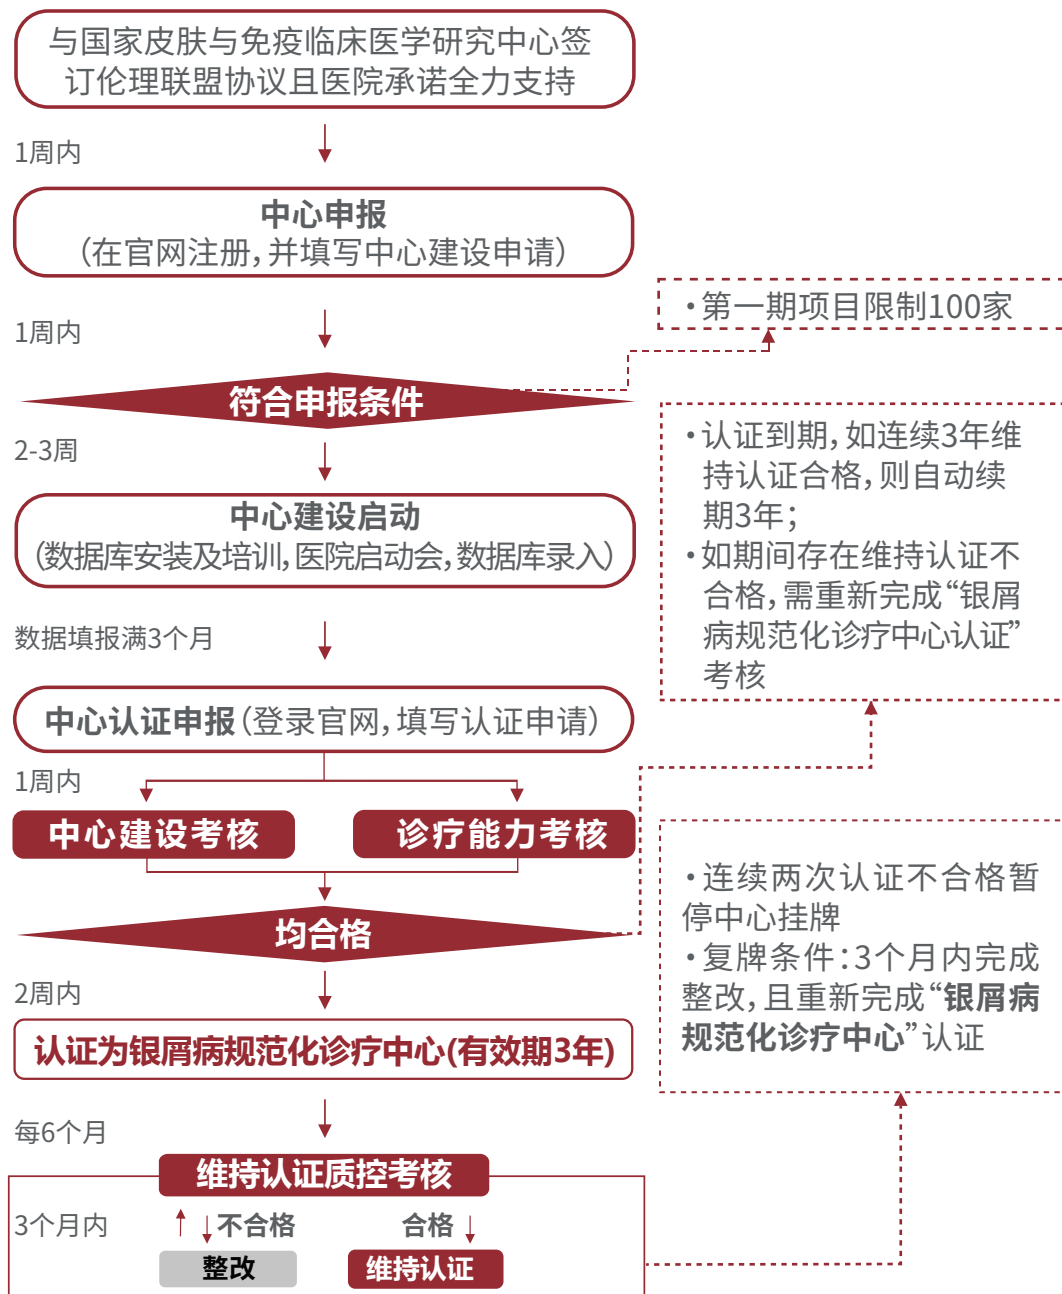 与国家皮肤与免疫临床医学研究中心签
订伦理联盟协议且医院承诺全力支持
1周内
中心申报
（在官网注册，并填写中心建设申请）
1周内
·第一期项目限制100家
符合申报条件
2-3周
中心建设启动
（数据库安装及培训，医院启动会，数据库录入）
·认证到期，如连续3年维
持认证合格，则自动续
期3年；
·如期间存在维持认证不
合格，需重新完成“银屑
病规范化诊疗中心认证”
考核
数据填报满3个月
中心认证申报（登录官网，填写认证申请）
1周内
中心建设考核
诊疗能力考核
均合格
·连续两次认证不合格暂
停中心挂牌
·复牌条件：3个月内完成
整改，且重新完成“银屑病
规范化诊疗中心”认证
2周内
认证为银屑病规范化诊疗中心(有效期3年)
每6个月
维持认证质控考核
3个月内
不合格
合格
整改
维持认证